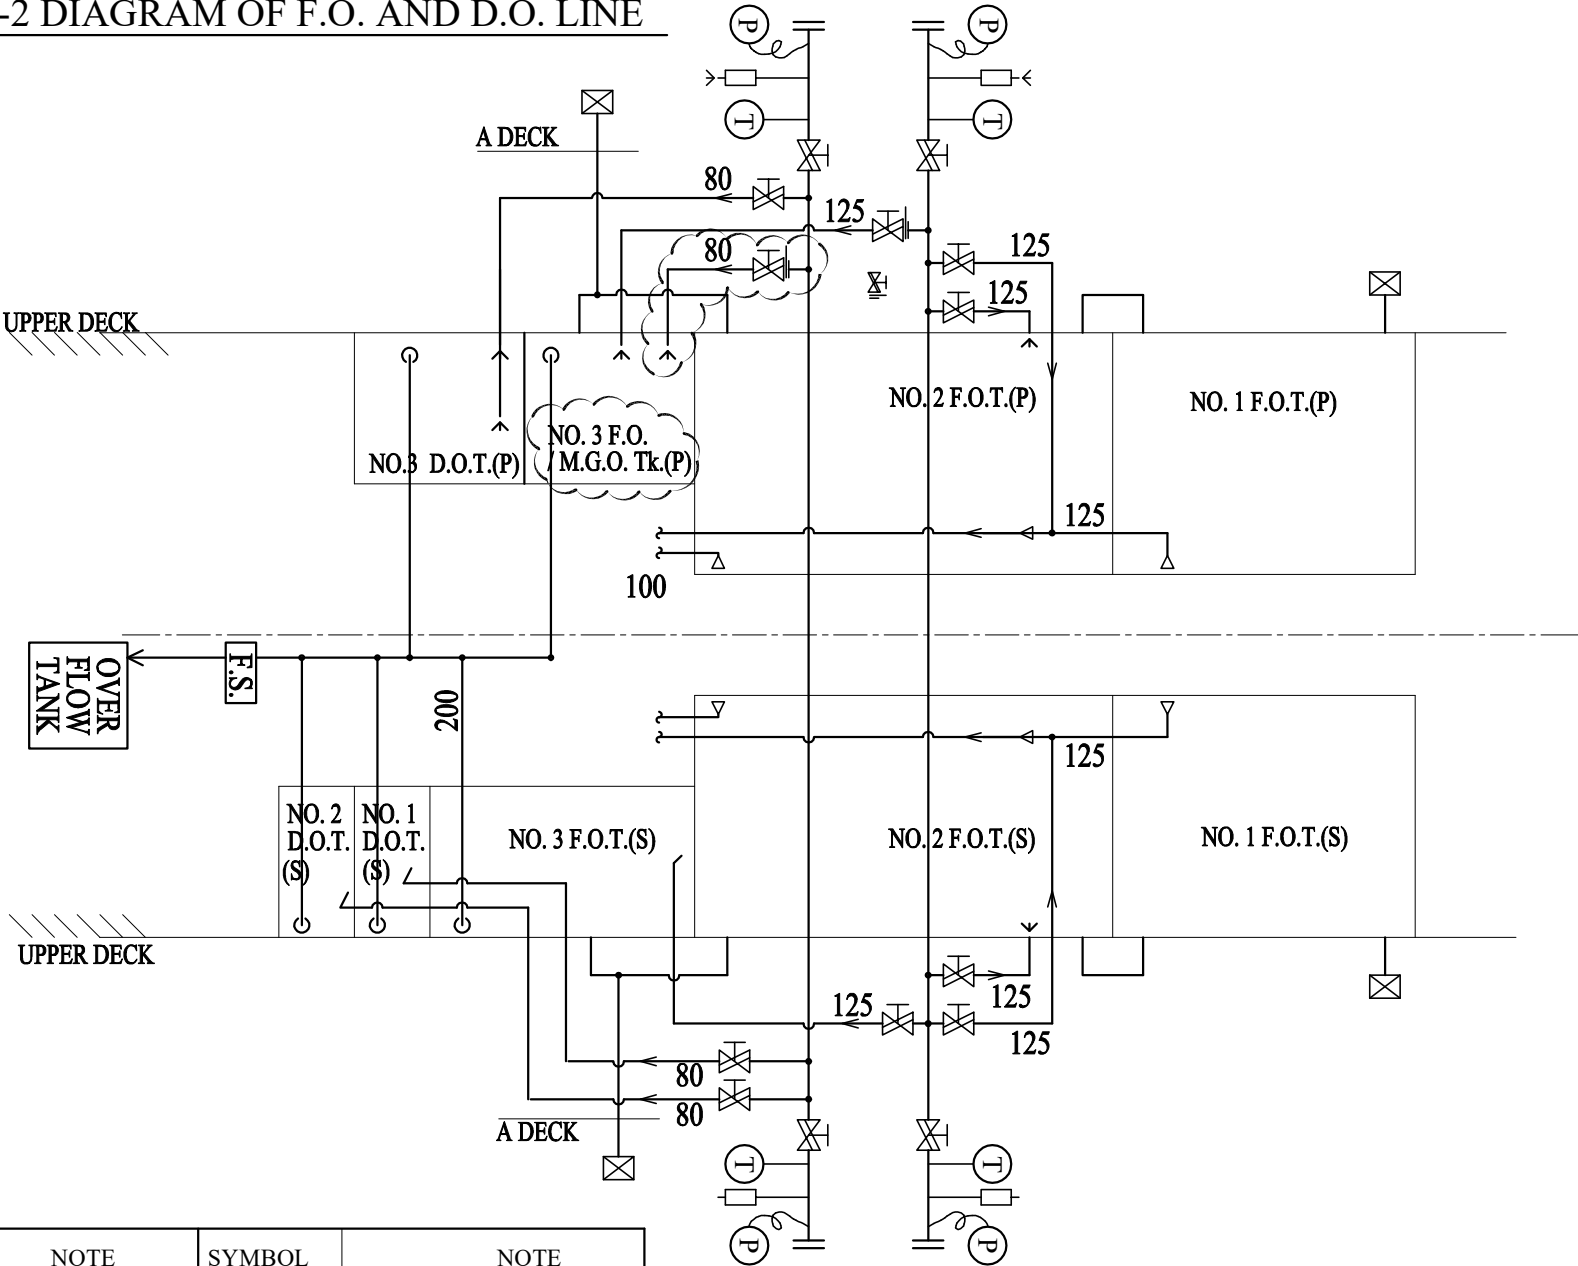 -2 DIAGRAM OF F.O. AND D.O. LINE
P
P
T
T
A DECK
80
125
80
125
125
UPPER DECK
NO. 2 F.O.T.(P)
NO. 1 F.O.T.(P)
NO. 3 F.O.
/ M.G.O. Tk.(P)
NO.3 D.O.T.(P)
125
100
OVER
FLOW
TANK
F.S.
200
125
NO. 2
D.O.T.
(S)
NO. 1
D.O.T.
(S)
NO. 3 F.O.T.(S)
NO. 2 F.O.T.(S)
NO. 1 F.O.T.(S)
UPPER DECK
125
125
125
80
80
A DECK
T
T
P
P
NOTE
SYMBOL
NOTE